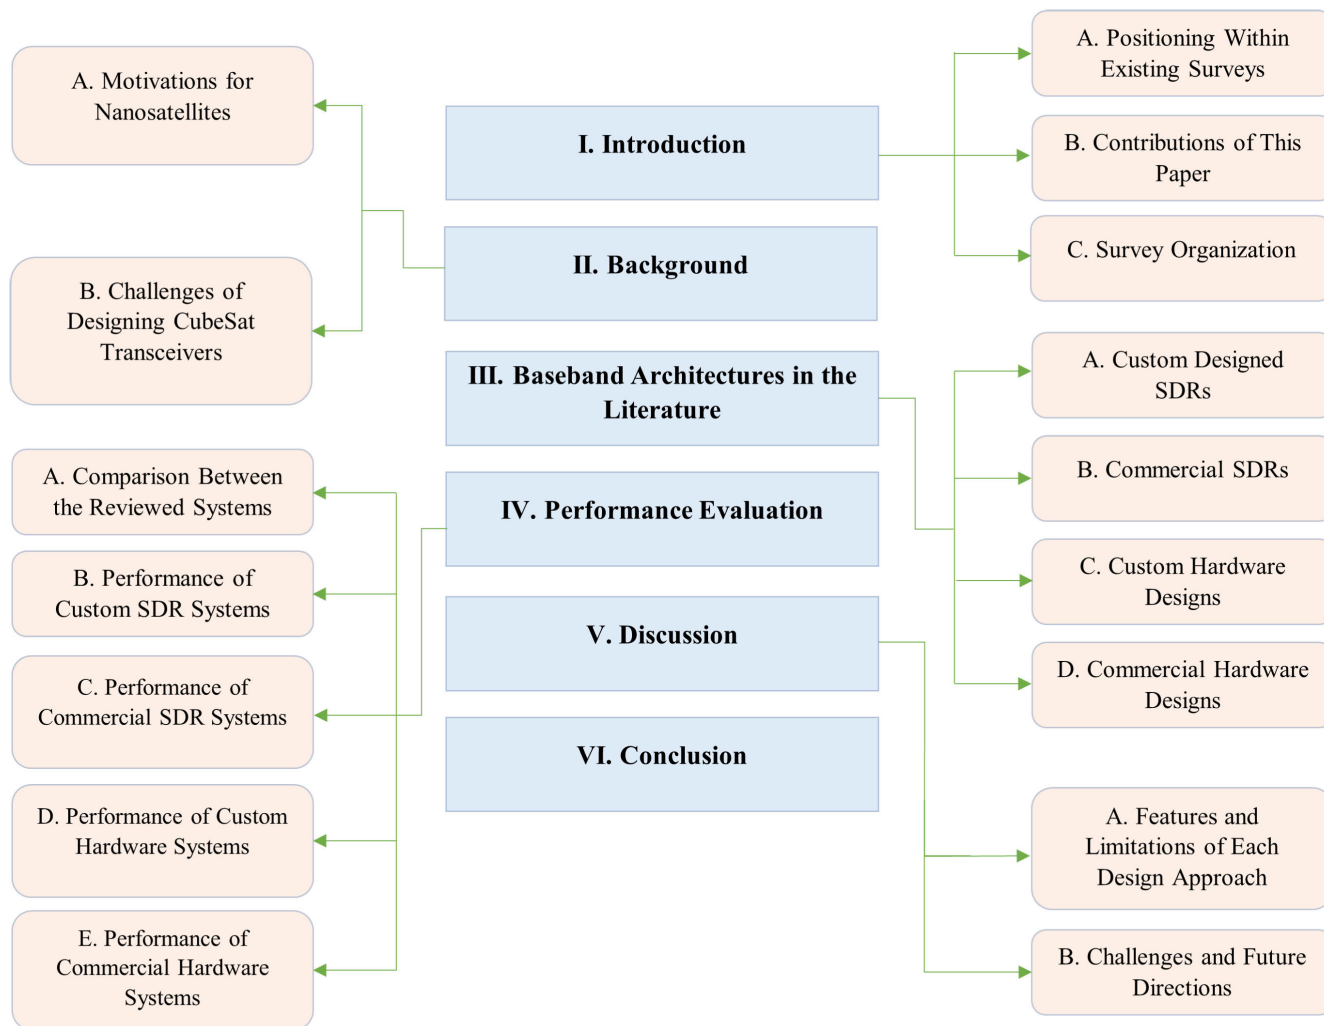 I. Introduction
A. Positioning Within
Existing Surveys
B. Contributions of This
Paper
C. Survey Organization
II. Background
A. Motivations for
Nanosatellites
B. Challenges of
Designing CubeSat
Transceivers
III. Baseband Architectures in the
Literature
A. Custom Designed
SDRs
B. Commercial SDRs
C. Custom Hardware
Designs
D. Commercial Hardware
Designs
IV. Performance Evaluation
A. Comparison Between
the Reviewed Systems
B. Performance of
Custom SDR Systems
C. Performance of
Commercial SDR Systems
D. Performance of Custom
Hardware Systems
E. Performance of
Commercial Hardware
Systems
V. Discussion
A. Features and
Limitations of Each
Design Approach
B. Challenges and Future
Directions
VI. Conclusion